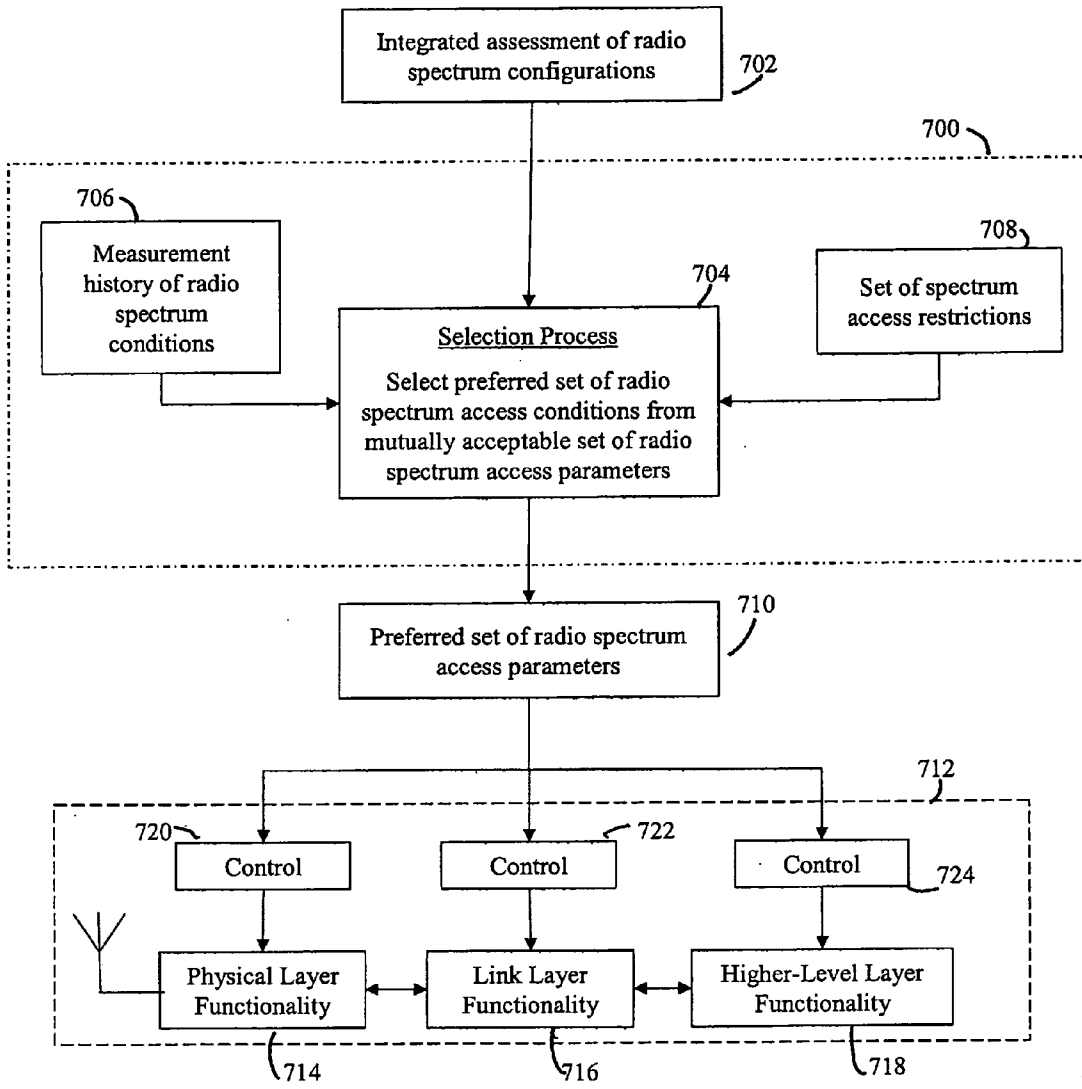 Integrated assessment of radio
spectrum configurations
702
700
706
Measurement
history of radio
spectrum
conditions
708
Set of spectrum
access restrictions
704
Selection Process
Select preferred set of radio
spectrum access conditions from
mutually acceptable set of radio
spectrum access parameters
710
Preferred set of radio spectrum
access parameters
712
720
Control
722
Control
Control
724
Physical Layer
Functionality
Link Layer
Functionality
Higher-Level Layer
Functionality
714
716
718